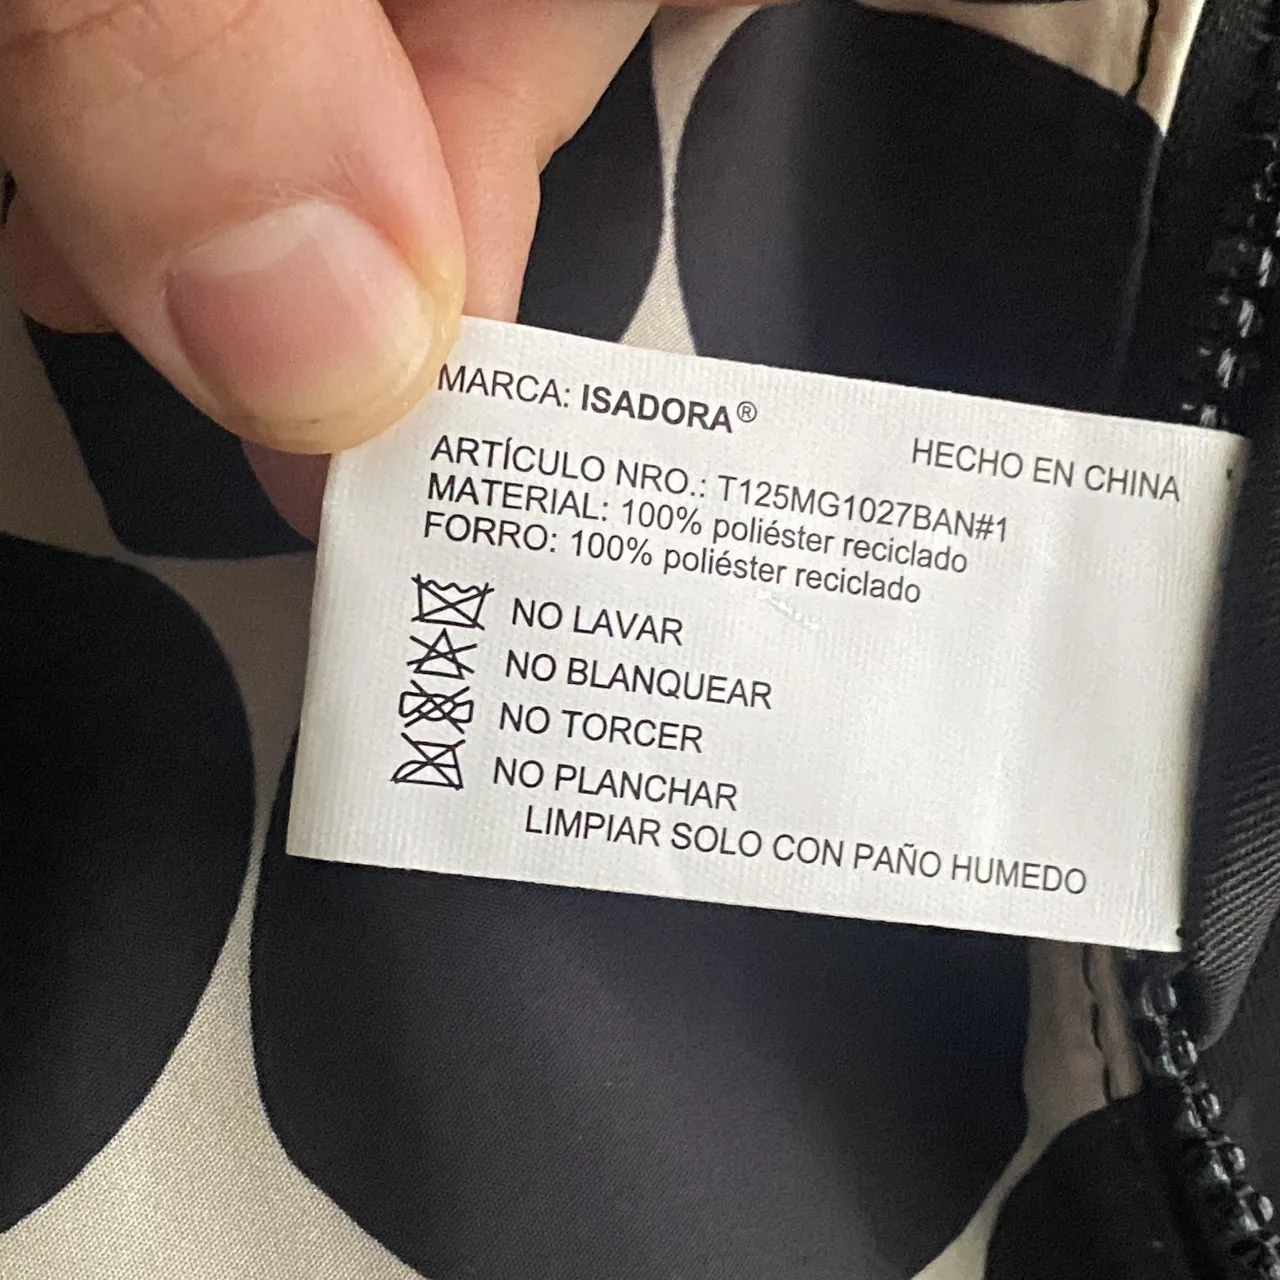 MARCA: ISADORA®
HECHO EN CHINA
ARTÍCULO NRO.: T125MG1027BAN#1
MATERIAL: 100% poliéster reciclado
FORRO: 100% poliéster reciclado
NO LAVAR
NO BLANQUEAR
NO TORCER
NO PLANCHAR
LIMPIAR SOLO CON PAÑO HUMEDO